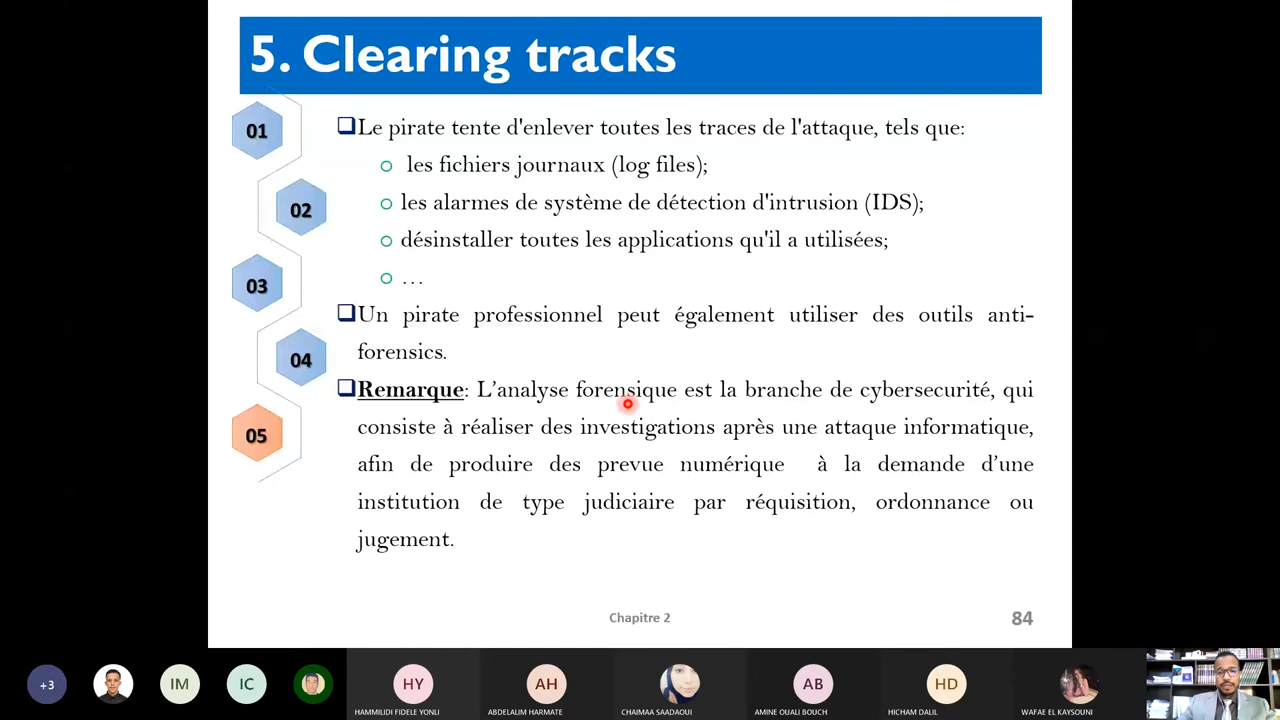 5. Clearing tracks
01
02
03
04
05
❑Le pirate tente d'enlever toutes les traces de l'attaque, tels que:
o les fichiers journaux (log files);
o les alarmes de système de détection d'intrusion (IDS);
o désinstaller toutes les applications qu'il a utilisées;
o …
❑Un pirate professionnel peut également utiliser des outils anti-
forensics.
❑Remarque: L’analyse forensique est la branche de cybersecurité, qui
consiste à réaliser des investigations après une attaque informatique,
afin de produire des prevue numérique à la demande d’une
institution de type judiciaire par réquisition, ordonnance ou
jugement.
Chapitre 2
84
+3
IM
IC
HY
AH
AB
HD
HAMMILIDI FIDELE YONLI
ABDELALIM HARMATE
CHAIMAA SAADAOUI
AMINE OUALI BOUCH
HICHAM DALIL
WAFAE EL KAYSOUNI